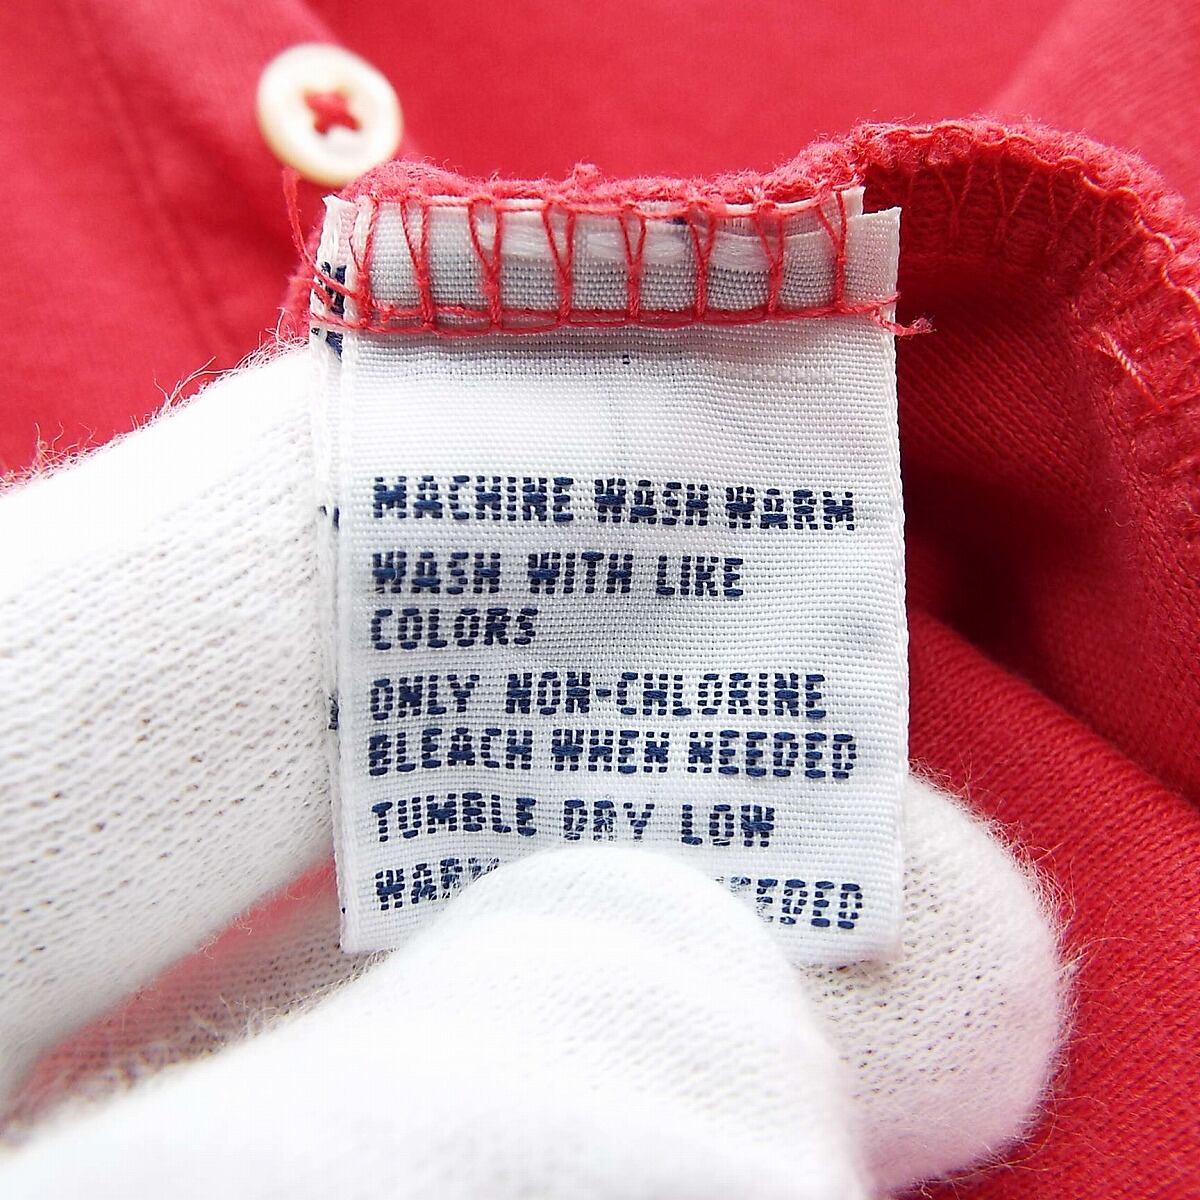 MACHINE WASH WARM
WASH WITH LIKE
COLORS
ONLY NON-CHLORINE
BLEACH WHEN NEEDED
TUMBLE DRY LOW